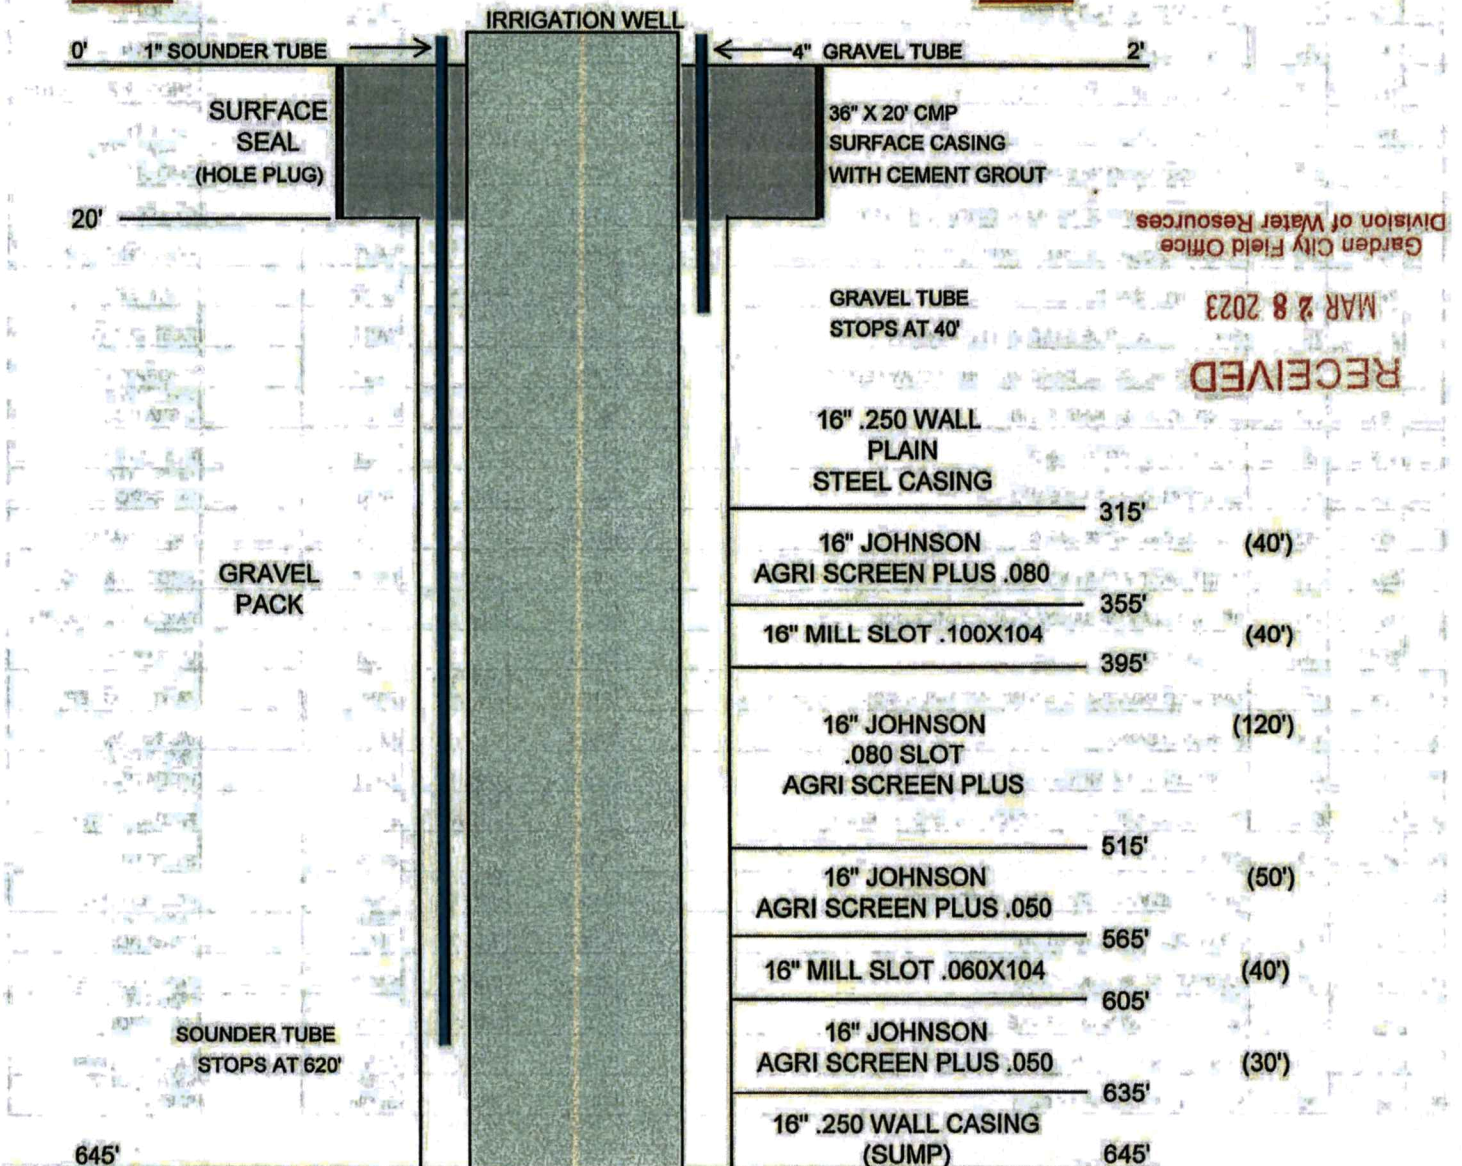 IRRIGATION WELL
0' 1" SOUNDER TUBE 4" GRAVEL TUBE 2'
SURFACE
SEAL
(HOLE PLUG)
36" X 20' CMP
SURFACE CASING
WITH CEMENT GROUT
20'
RECEIVED
MAR 28 2023
Garden City Field Office
Division of Water Resources
GRAVEL TUBE
STOPS AT 40'
16" .250 WALL
PLAIN
STEEL CASING
315'
16" JOHNSON (40')
AGRI SCREEN PLUS .080
GRAVEL
PACK
355'
16" MILL SLOT .100X104 (40')
395'
16" JOHNSON (120')
.080 SLOT
AGRI SCREEN PLUS
515'
16" JOHNSON (50')
AGRI SCREEN PLUS .050
565'
16" MILL SLOT .060X104 (40')
605'
16" JOHNSON
AGRI SCREEN PLUS .050 (30')
SOUNDER TUBE
STOPS AT 620'
635'
16" .250 WALL CASING
(SUMP)
645' 645'